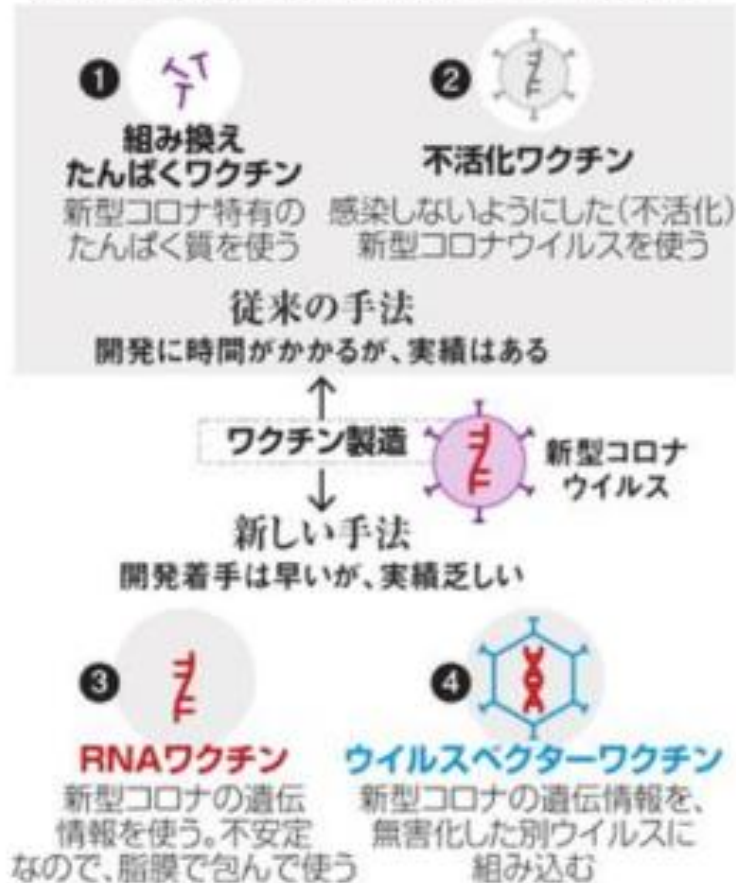 1
組み換え
たんぱくワクチン
新型コロナ特有の
たんぱく質を使う
2
不活化ワクチン
感染しないようにした(不活化)
新型コロナウイルスを使う
従来の手法
開発に時間がかかるが、実績はある
ワクチン製造
新型コロナ
ウイルス
新しい手法
開発着手は早いが、実績乏しい
3
RNAワクチン
新型コロナの遺伝
情報を使う。不安定
なので、脂膜で包んで使う
4
ウイルスベクターワクチン
新型コロナの遺伝情報を、
無害化した別ウイルスに
組み込む